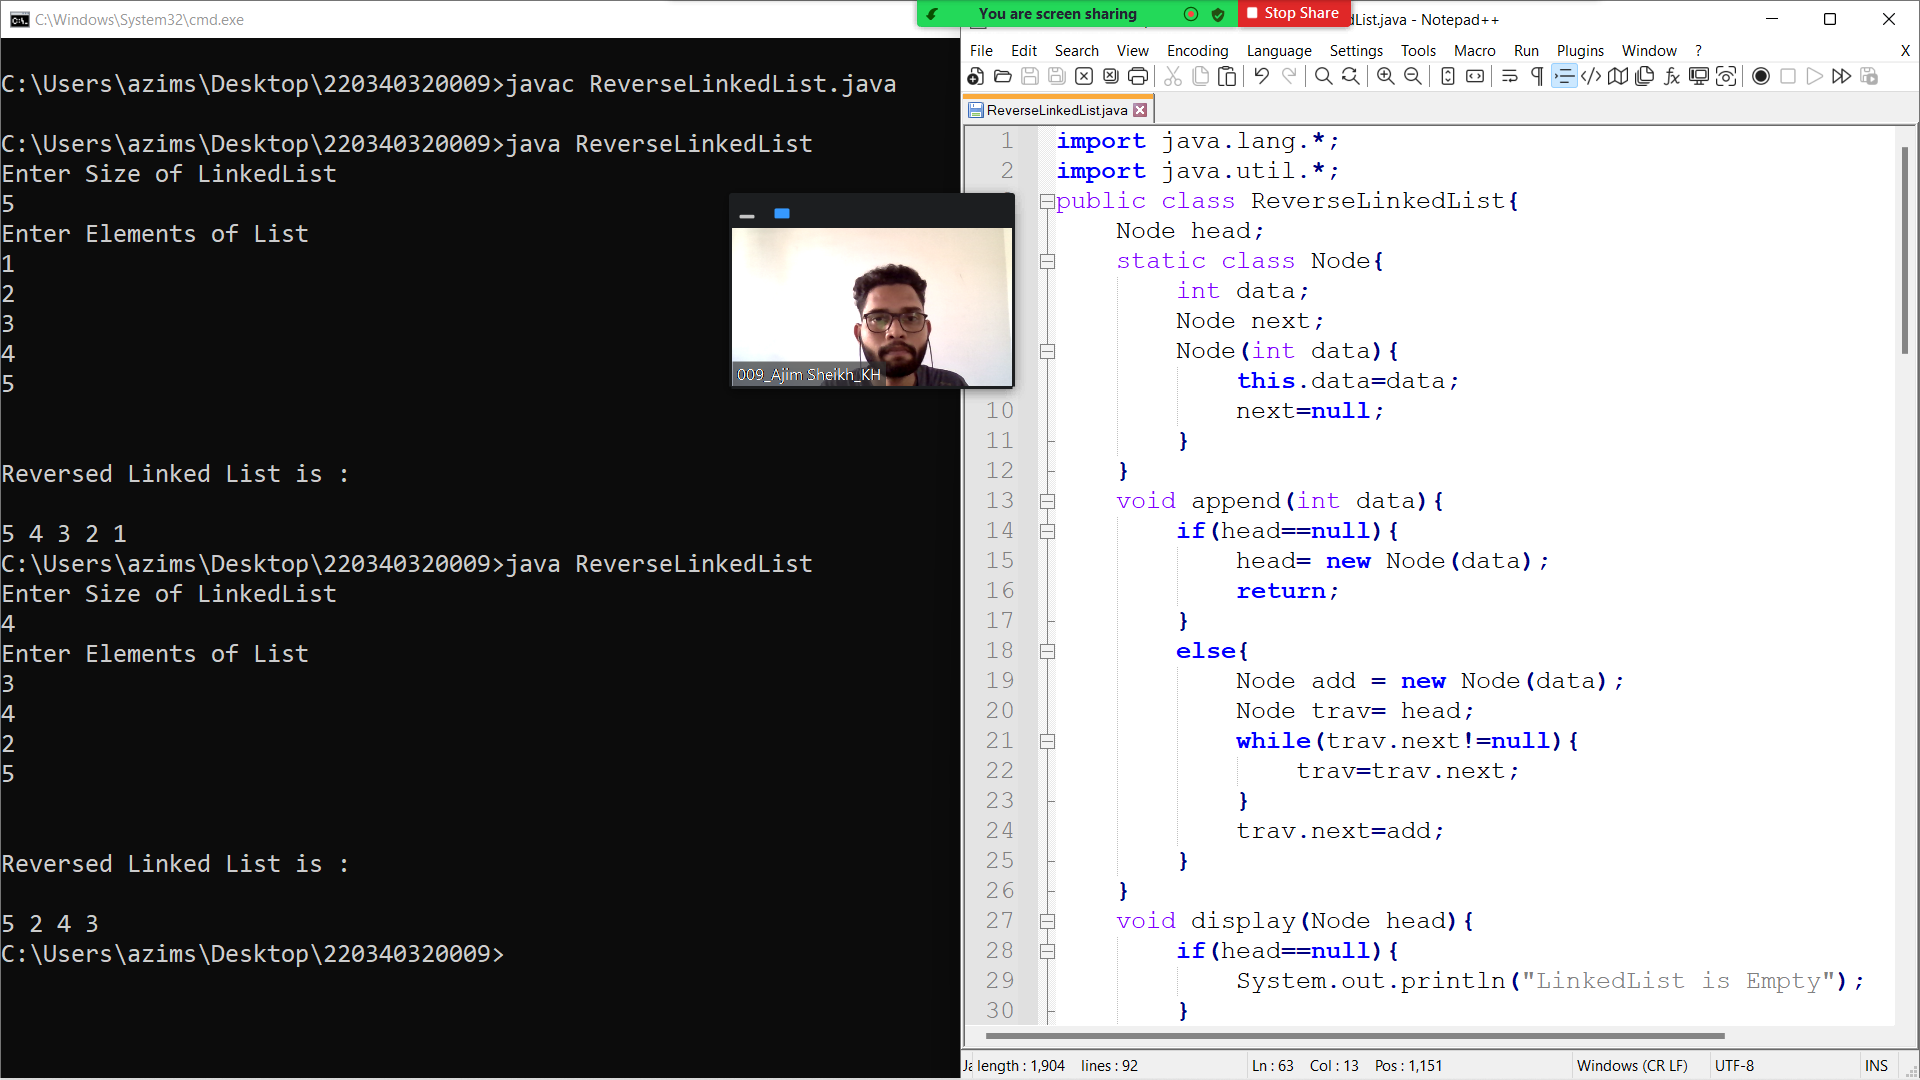 C:\Windows\System32\cmd.exe
C:\Users\azims\Desktop\220340320009>javac ReverseLinkedList.java
C:\Users\azims\Desktop\220340320009>java ReverseLinkedList
Enter Size of LinkedList
5
Enter Elements of List
1
2
3
4
5
Reversed Linked List is :
5 4 3 2 1
C:\Users\azims\Desktop\220340320009>java ReverseLinkedList
Enter Size of LinkedList
4
Enter Elements of List
3
4
2
5
Reversed Linked List is :
5 2 4 3
C:\Users\azims\Desktop\220340320009>
You are screen sharing
Stop Share
009_Ajim Sheikh_KH
dList.java - Notepad++
File Edit Search View Encoding Language Settings Tools Macro Run Plugins Window ? X
ReverseLinkedList.java
1 import java.lang.*;
2 import java.util.*;
public class ReverseLinkedList{
Node head;
static class Node{
int data;
Node next;
Node(int data){
this.data=data;
10 next=null;
11 }
12 }
13 void append(int data){
14 if(head==null){
15 head= new Node(data);
16 return;
17 }
18 else{
19 Node add = new Node(data);
20 Node trav= head;
21 while(trav.next!=null){
22 trav=trav.next;
23 }
24 trav.next=add;
25 }
26 }
27 void display(Node head){
28 if(head==null){
29 System.out.println("LinkedList is Empty");
30 }
Ja length : 1,904 lines : 92 Ln : 63 Col : 13 Pos : 1,151 Windows (CR LF) UTF-8 INS